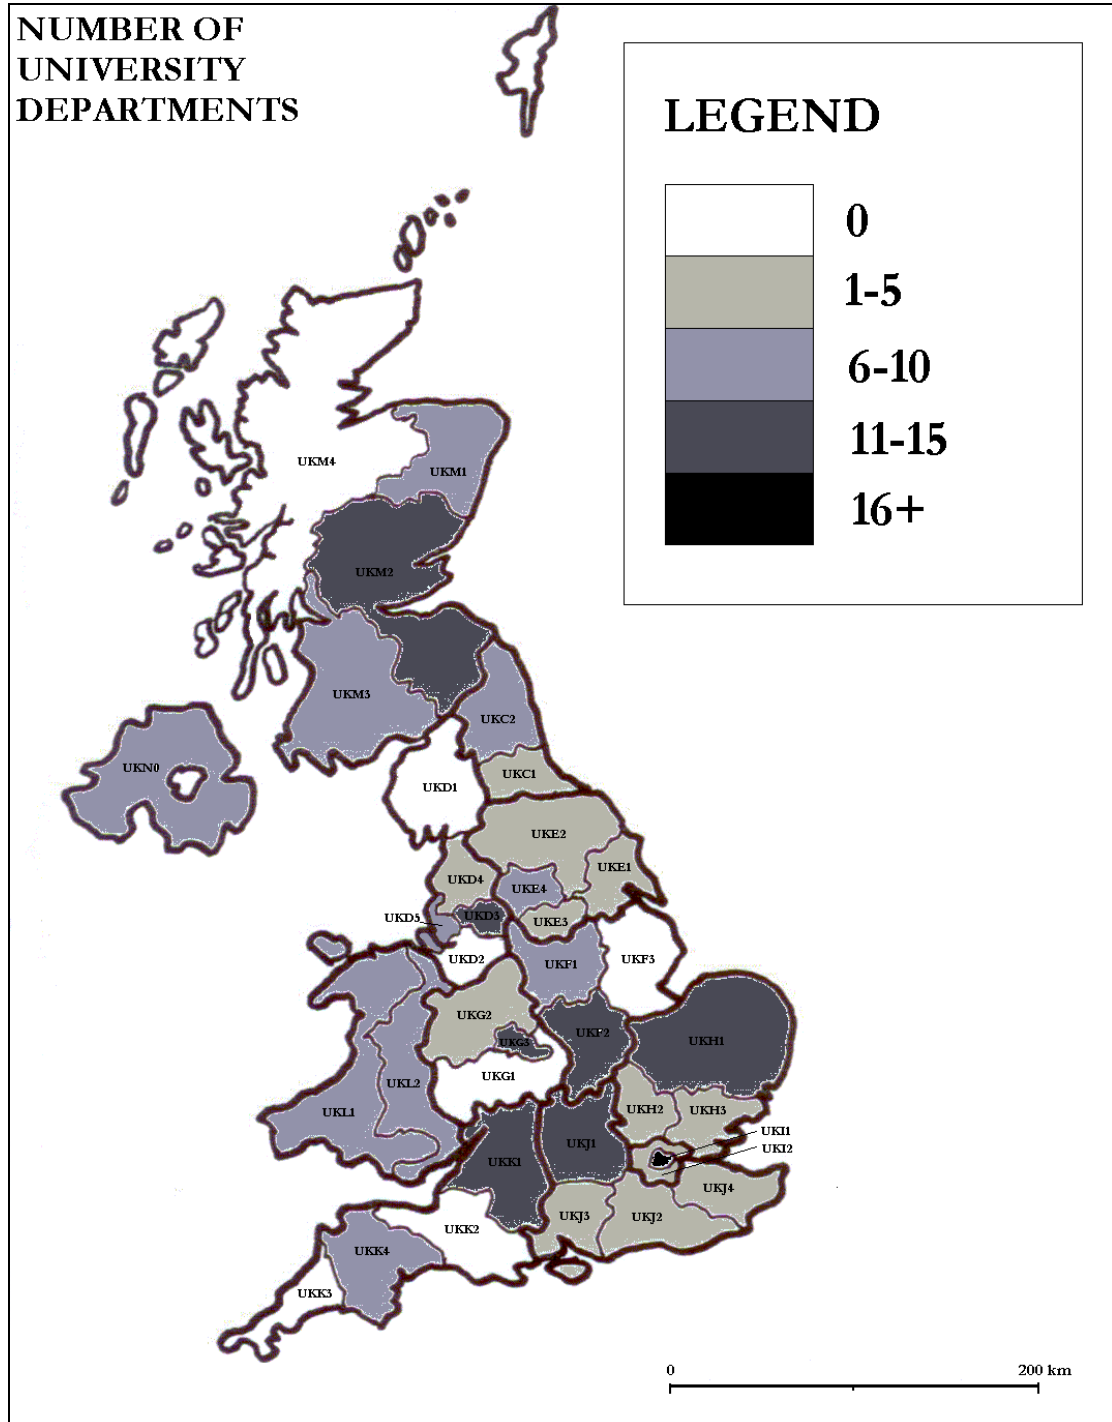 NUMBER OF
UNIVERSITY
DEPARTMENTS
LEGEND
0
1-5
6-10
11-15
16+
UKM4
UKM1
UKM2
UKM3
UKC2
UKN0
UKC1
UKD1
UKE2
UKE1
UKD4
UKE4
UKD5
UKD3
UKE3
UKD2
UKF1
UKF3
UKG2
UKF2
UKG3
UKH1
UKG1
UKL2
UKL1
UKH2
UKH3
UKI1
UKI2
UKJ1
UKK1
UKJ4
UKJ3
UKJ2
UKK2
UKK4
UKK3
0
200 km